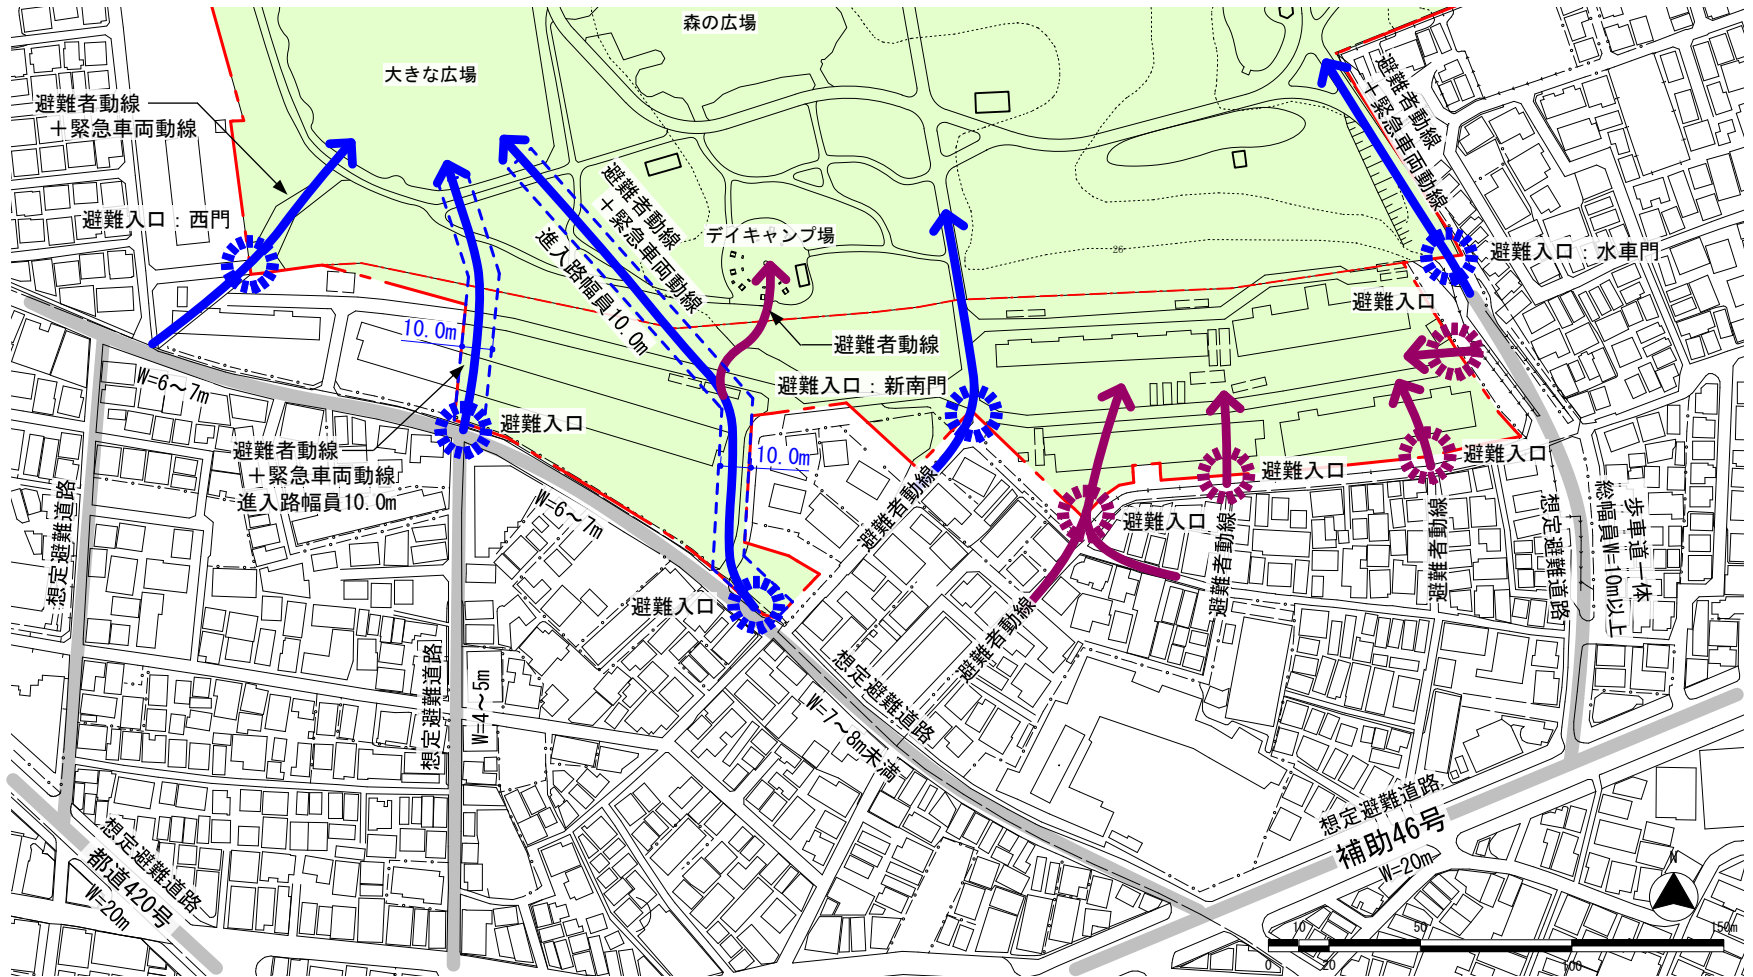 森の広場
大きな広場
避難者動線
＋緊急車両動線
避難入口：西門
避難者動線
＋緊急車両動線
進入路幅員10.0m
デイキャンプ場
避難者動線
＋緊急車両動線
避難入口：水車門
避難入口
26
避難者動線
避難入口：新南門
10.0m
W=6～7m
避難入口
避難者動線
＋緊急車両動線
進入路幅員10.0m
10.0m
W=6～7m
避難入口
避難者動線
避難入口
避難入口
避難入口
避難者動線
避難者動線
避難者動線
想定避難道路
総幅員W=10m以上
歩車道一体
想定避難道路
想定避難道路
W=4～5m
想定避難道路
W=7～8m未満
想定避難道路
補助46号
W=20m
想定避難道路
都道420号
W=20m
N
10
50
150m
0
20
100